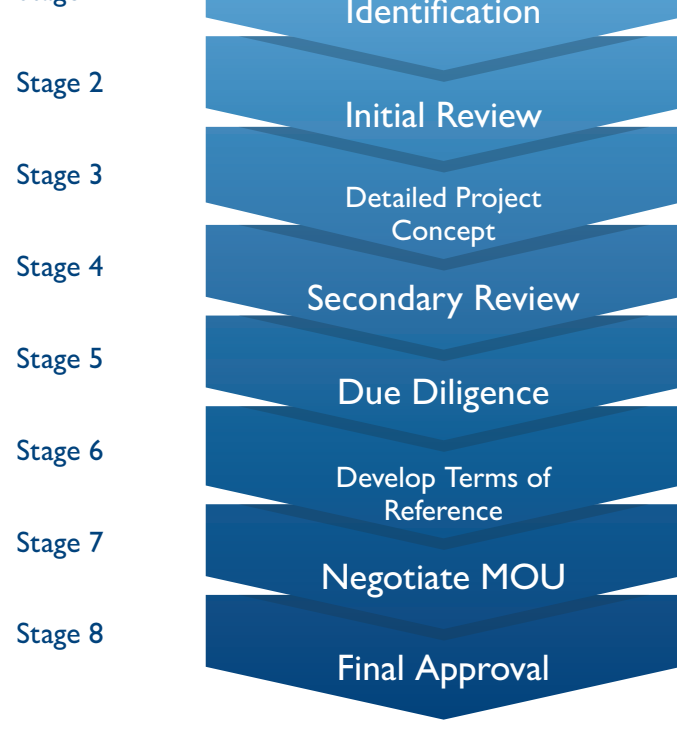 Identification
Stage 2
Initial Review
Stage 3
Detailed Project
Concept
Stage 4
Secondary Review
Stage 5
Due Diligence
Stage 6
Develop Terms of
Reference
Stage 7
Negotiate MOU
Stage 8
Final Approval